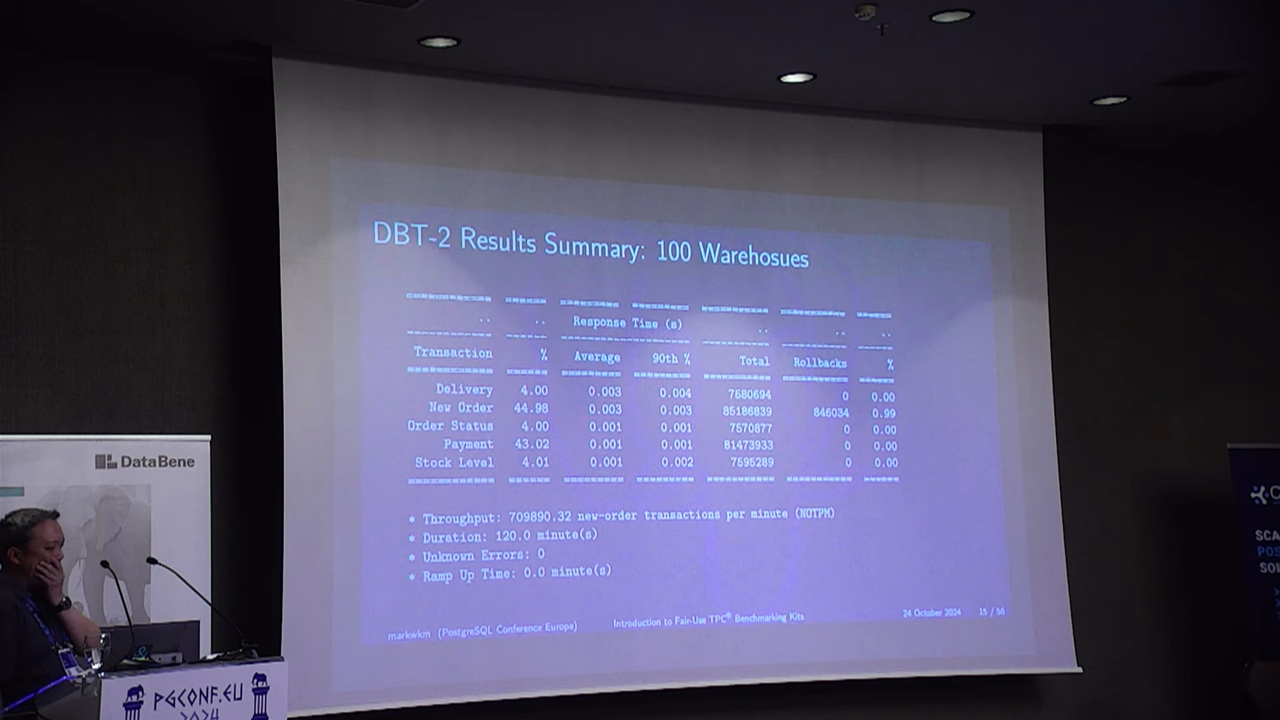 DBT-2 Results Summary: 100 Warehosues
Response Time (s)
Transaction % Average 90th % Total Rollbacks %
Delivery 4.00 0.003 0.004 7680694 0 0.00
New Order 44.98 0.003 0.003 85186839 846034 0.99
Order Status 4.00 0.001 0.001 7570877 0 0.00
Payment 43.02 0.001 0.001 81473933 0 0.00
Stock Level 4.01 0.001 0.002 7595289 0 0.00
* Throughput: 709890.32 new-order transactions per minute (NOTPM)
* Duration: 120.0 minute(s)
* Unknown Errors: 0
* Ramp Up Time: 0.0 minute(s)
markwkm (PostgreSQL Conference Europe) Introduction to Fair-Use TPC® Benchmarking Kits 24 October 2024 15 / 56
DataBene
PGCONF.EU
2024